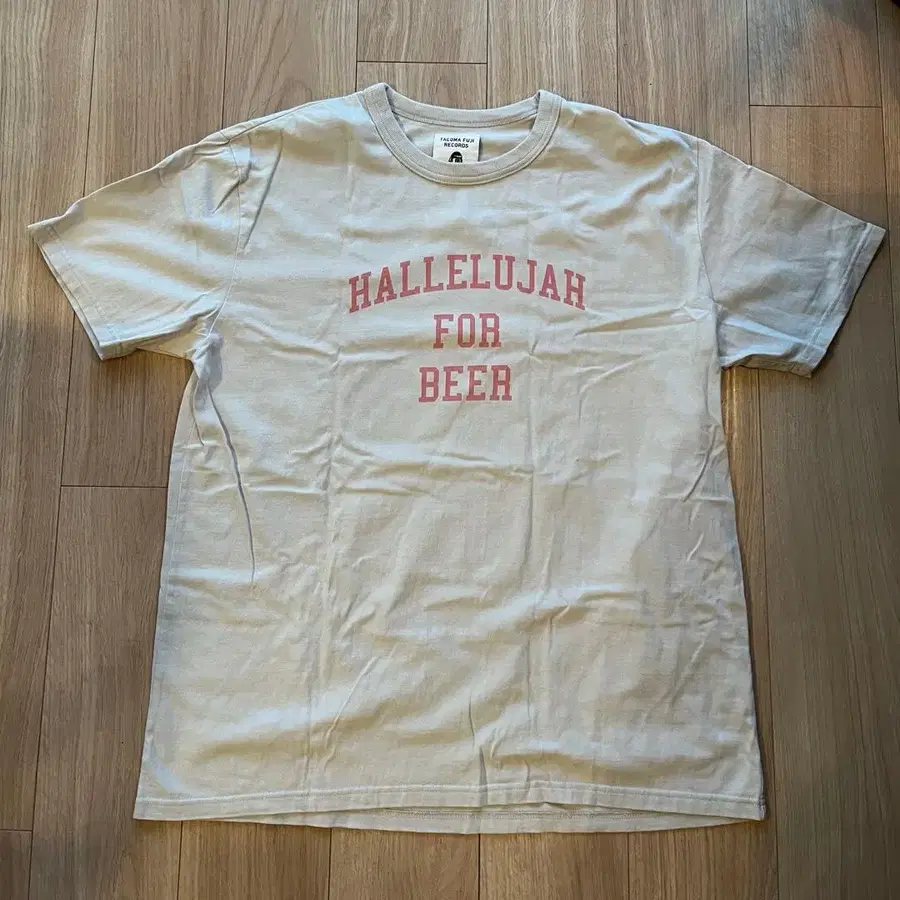 TACOMA FUJI
RECORDS
HALLELUJAH
FOR
BEER